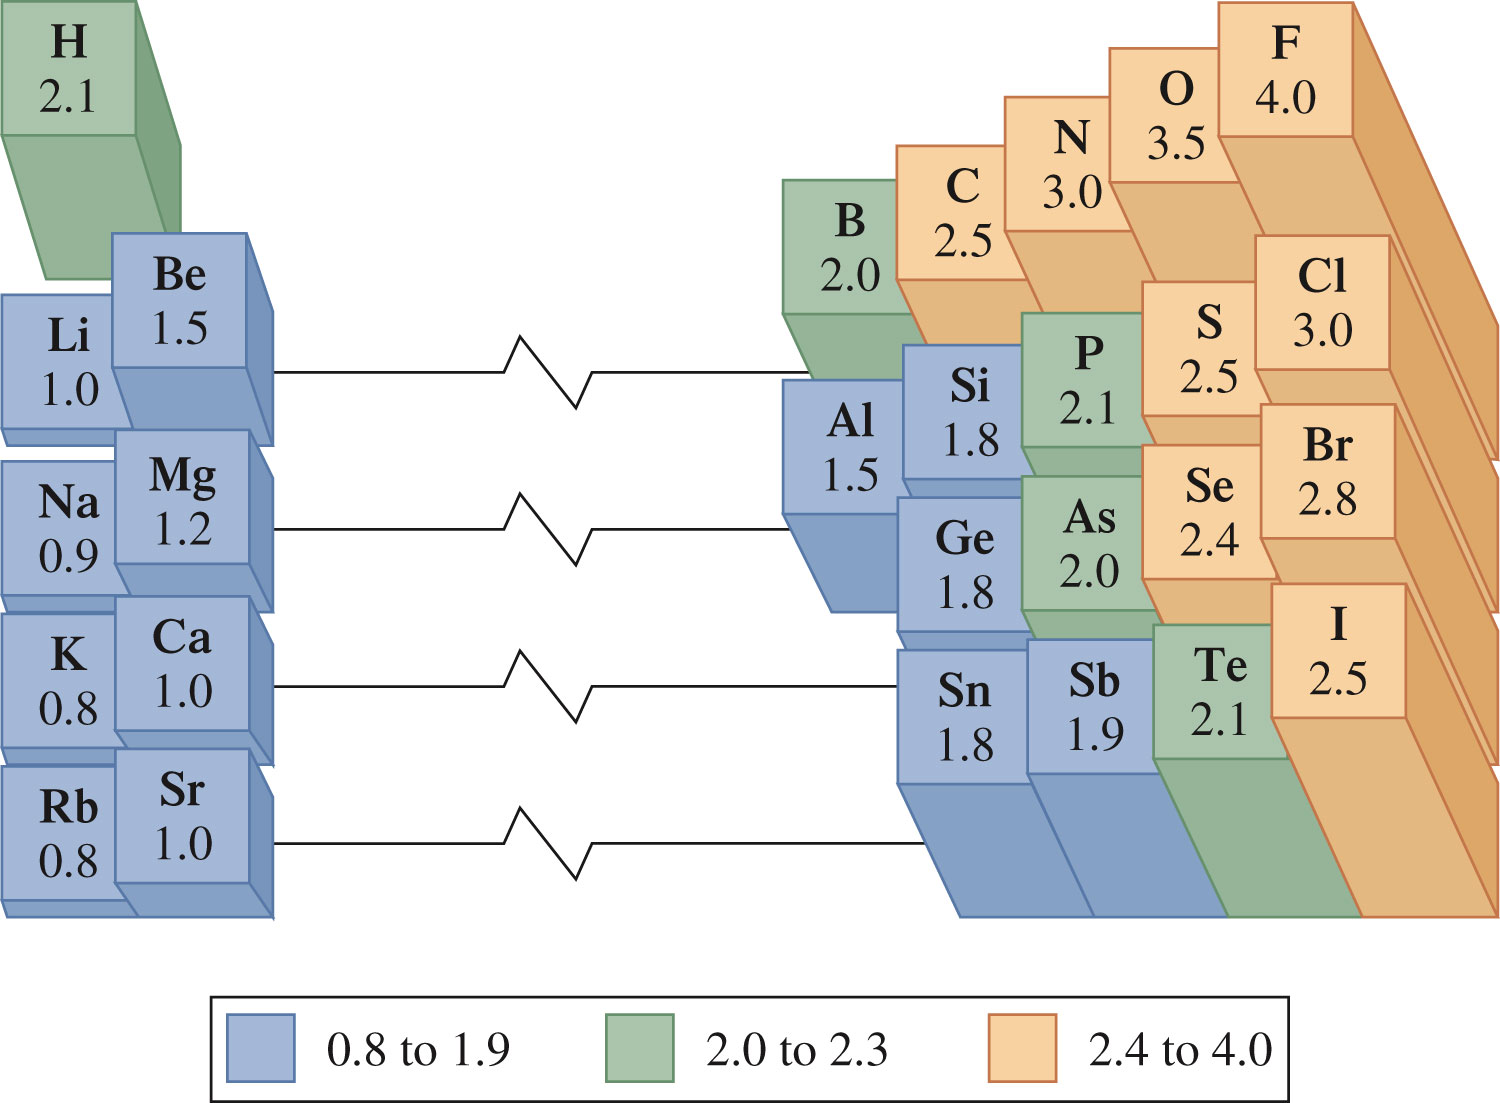 H
2.1
B
2.0
C
2.5
N
3.0
O
3.5
F
4.0
Li
1.0
Be
1.5
Al
1.5
Si
1.8
P
2.1
S
2.5
Cl
3.0
Na
0.9
Mg
1.2
Ge
1.8
As
2.0
Se
2.4
Br
2.8
K
0.8
Ca
1.0
Sn
1.8
Sb
1.9
Te
2.1
I
2.5
Rb
0.8
Sr
1.0
0.8 to 1.9
2.0 to 2.3
2.4 to 4.0